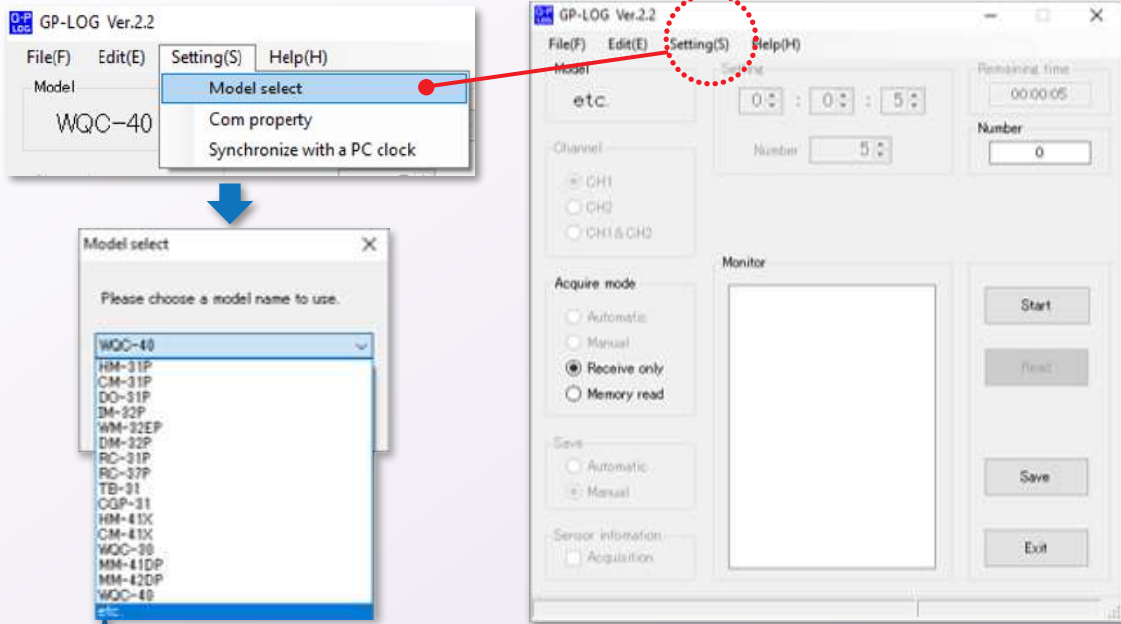 GP-LOG Ver.2.2
File(F) Edit(E) Setting(S) Help(H)
Model
WQC-40
Model select
Com property
Synchronize with a PC clock
Model select
Please choose a model name to use.
WQC-40
HM-31P
CM-31P
DO-31P
IM-32P
WM-32EP
DM-32P
RC-31P
RC-37P
TB-31
CGP-31
HM-41X
CM-41X
WQC-30
MM-41DP
MM-42DP
WQC-40
etc.
GP-LOG Ver.2.2
File(F) Edit(E) Setting(S) Help(H)
Model
etc.
Setting
0 : 0 : 5
Number 5
Remaining time
00:00:05
Number
0
Channel
CH1
CH2
CH1&CH2
Acquire mode
Automatic
Manual
Receive only
Memory read
Save
Automatic
Manual
Sensor infomation
Acquisition
Monitor
Start
Read
Save
Exit